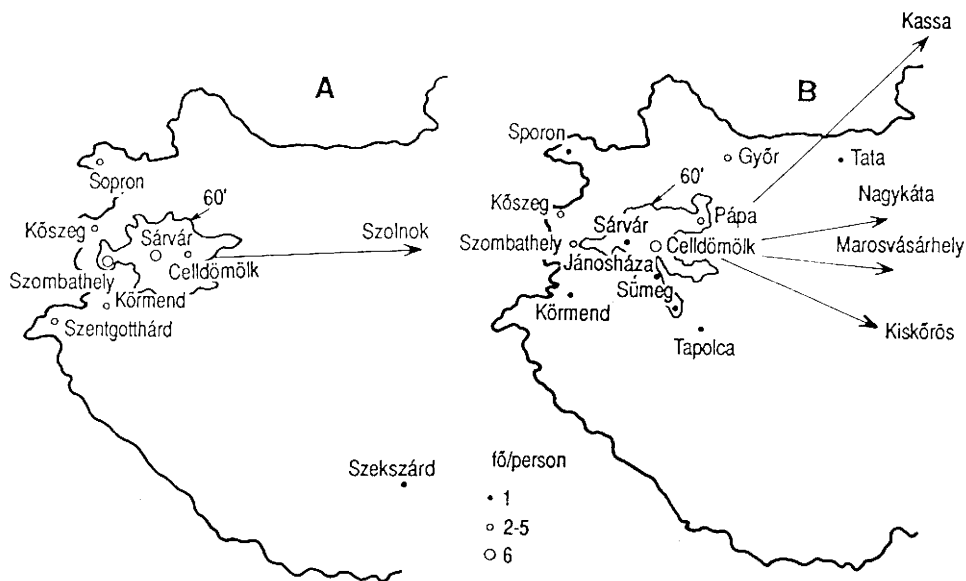 Kassa
A
B
Sporon
Győr
Tata
60'
Sopron
60'
Nagykáta
Kőszeg
Pápa
Kőszeg
Sárvár
Szolnok
Sárvár
Celldömölk
Marosvásárhely
Szombathely
Celldömölk
Jánosháza
Szombathely
Sümeg
Körmend
Körmend
Szentgotthárd
Kiskőrös
Tapolca
fő/person
Szekszárd
1
2-5
6